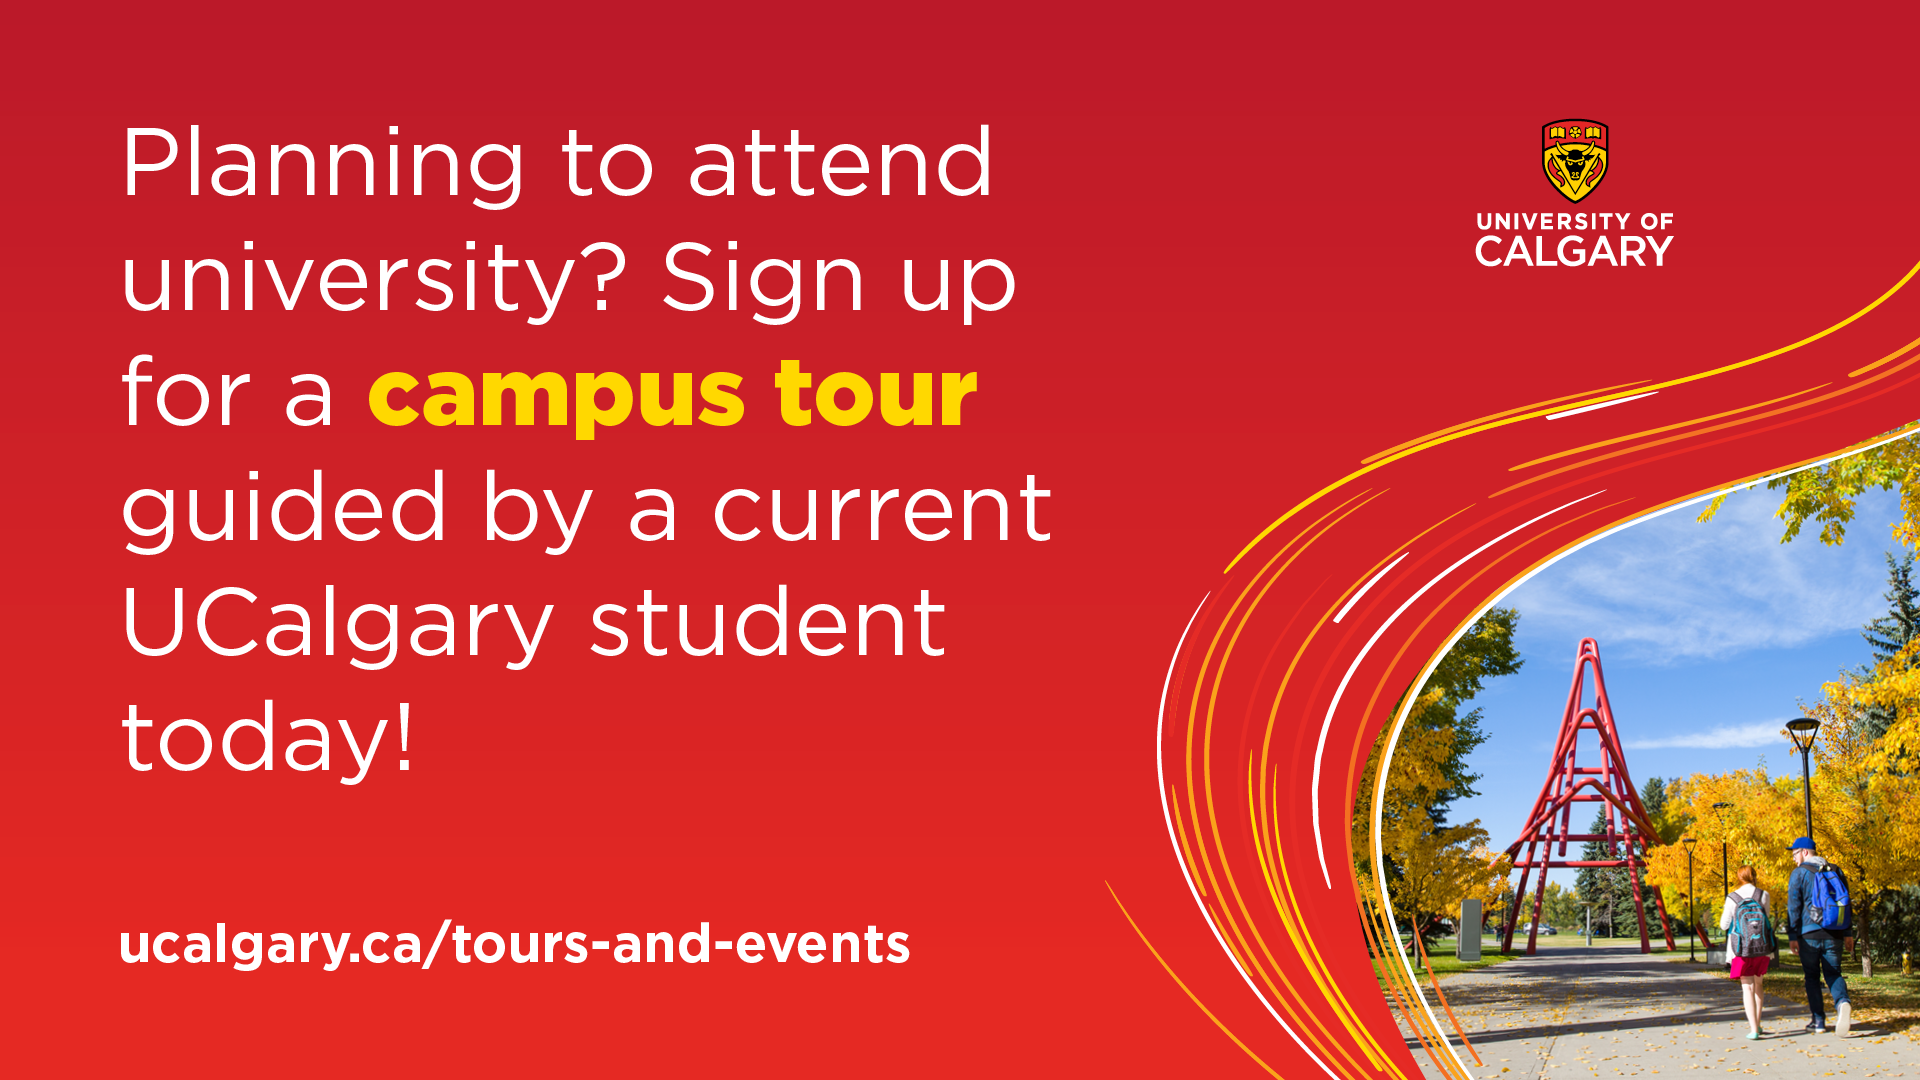 Planning to attend
university? Sign up
for a campus tour
guided by a current
UCalgary student
today!
ucalgary.ca/tours-and-events
UNIVERSITY OF
CALGARY